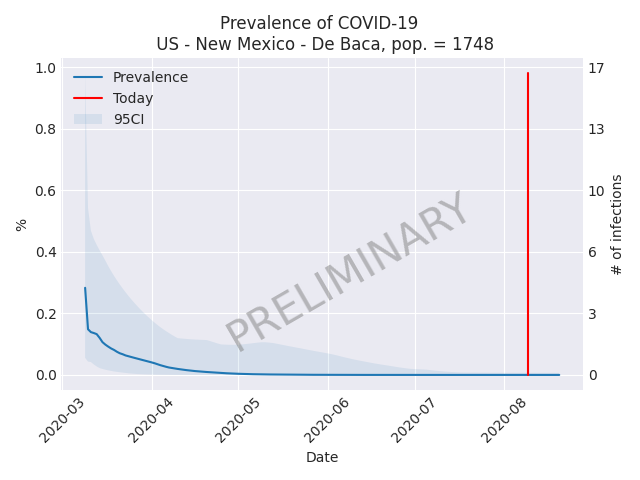 Prevalence of COVID-19
US - New Mexico - De Baca, pop. = 1748
Prevalence
Today
95CI
1.0
0.8
0.6
0.4
0.2
0.0
%
17
13
10
6
3
0
# of infections
PRELIMINARY
2020-03
2020-04
2020-05
2020-06
2020-07
2020-08
Date